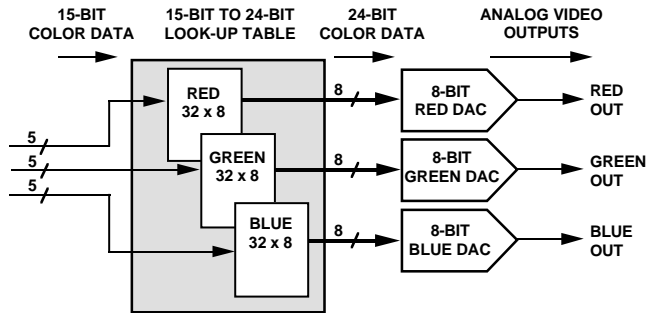 15-BIT
COLOR DATA
15-BIT TO 24-BIT
LOOK-UP TABLE
24-BIT
COLOR DATA
ANALOG VIDEO
OUTPUTS
RED
32 x 8
8
8-BIT
RED DAC
RED
OUT
5
5
5
GREEN
32 x 8
8
8-BIT
GREEN DAC
GREEN
OUT
BLUE
32 x 8
8
8-BIT
BLUE DAC
BLUE
OUT